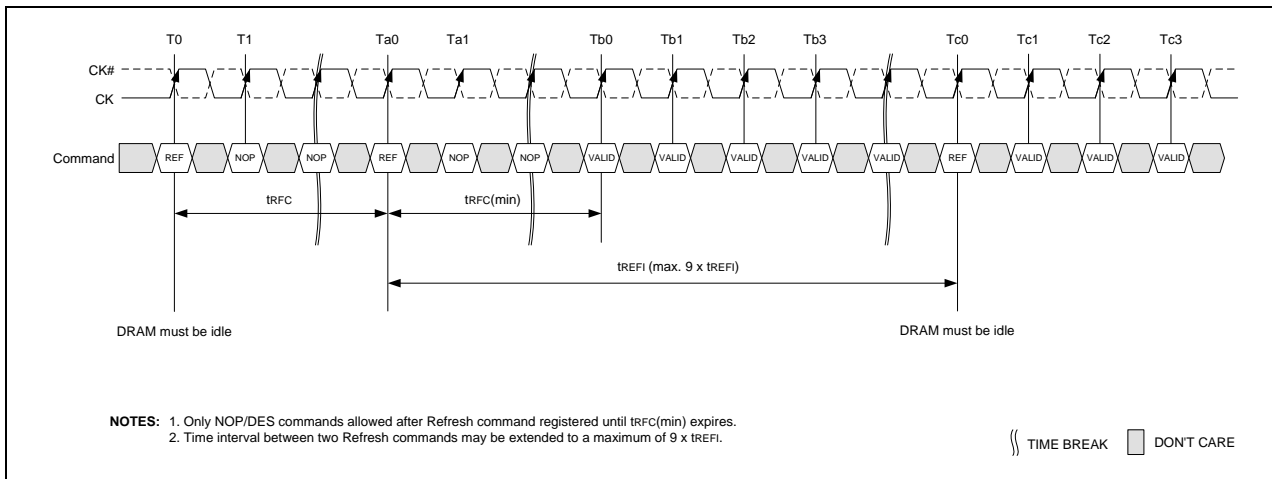 T0 T1 Ta0 Ta1 Tb0 Tb1 Tb2 Tb3 Tc0 Tc1 Tc2 Tc3
CK#
CK
Command REF NOP NOP REF NOP NOP VALID VALID VALID VALID VALID REF VALID VALID VALID
tRFC tRFC(min)
tREFI (max. 9 x tREFI)
DRAM must be idle DRAM must be idle
NOTES: 1. Only NOP/DES commands allowed after Refresh command registered until tRFC(min) expires.
2. Time interval between two Refresh commands may be extended to a maximum of 9 x tREFI.
TIME BREAK DON'T CARE